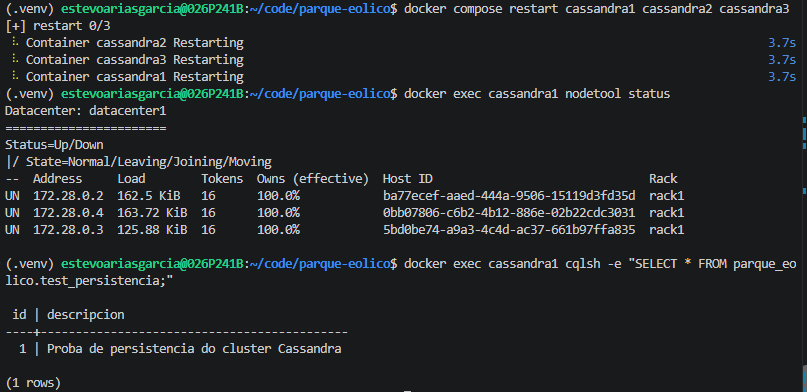 (.venv) estevoariasgarcia@026P241B:~/code/parque-eolico$ docker compose restart cassandra1 cassandra2 cassandra3
[+] restart 0/3
⠸ Container cassandra2 Restarting 3.7s
⠸ Container cassandra3 Restarting 3.7s
⠸ Container cassandra1 Restarting 3.7s
(.venv) estevoariasgarcia@026P241B:~/code/parque-eolico$ docker exec cassandra1 nodetool status
Datacenter: datacenter1
=======================
Status=Up/Down
|/ State=Normal/Leaving/Joining/Moving
--  Address     Load       Tokens  Owns (effective)  Host ID                               Rack
UN  172.28.0.2  162.5 KiB   16      100.0%            ba77ecef-aaed-444a-9506-15119d3fd35d  rack1
UN  172.28.0.4  163.72 KiB  16      100.0%            0bb07806-c6b2-4b12-886e-02b22cdc3031  rack1
UN  172.28.0.3  125.88 KiB  16      100.0%            5bd0be74-a9a3-4c4d-ac37-661b97ffa835  rack1
(.venv) estevoariasgarcia@026P241B:~/code/parque-eolico$ docker exec cassandra1 cqlsh -e "SELECT * FROM parque_eo
lico.test_persistencia;"
id | descripcion
----+---------------------------------------------
1 | Proba de persistencia do cluster Cassandra
(1 rows)